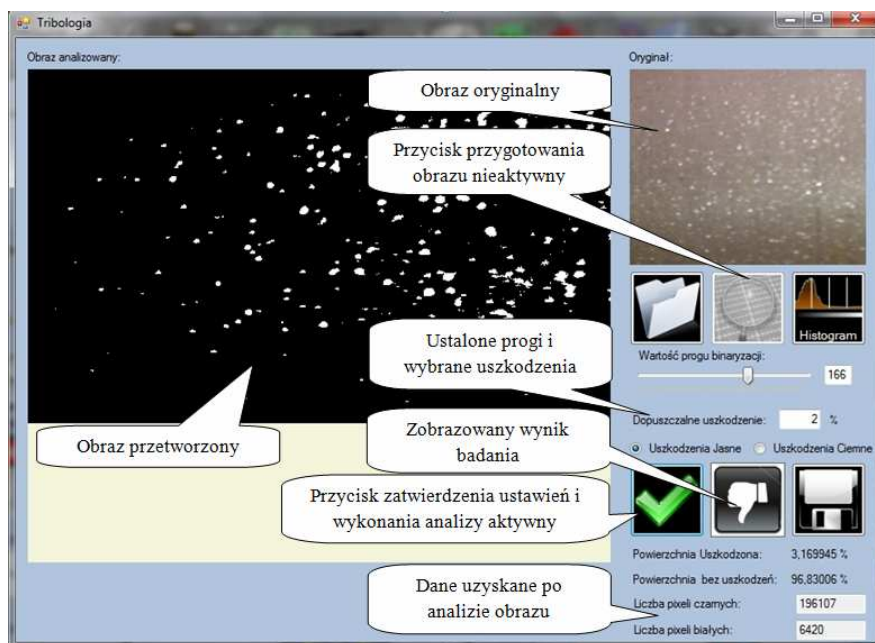 Tribologia
Obraz analizowany:
Oryginał:
Obraz oryginalny
Przycisk przygotowania
obrazu nieaktywny
Histogram
Wartość progu binaryzacji:
166
Ustalone progi i
wybrane uszkodzenia
Dopuszczalne uszkodzenie:
2 %
Obraz przetworzony
Zobrazowany wynik
badania
Uszkodzenia Jasne
Uszkodzenia Ciemne
Przycisk zatwierdzenia ustawień i
wykonania analizy aktywny
Powierzchnia Uszkodzona: 3,169945 %
Powierzchnia bez uszkodzeń: 96,83006 %
Dane uzyskane po
analizie obrazu
Liczba pixeli czarnych: 196107
Liczba pixeli białych: 6420